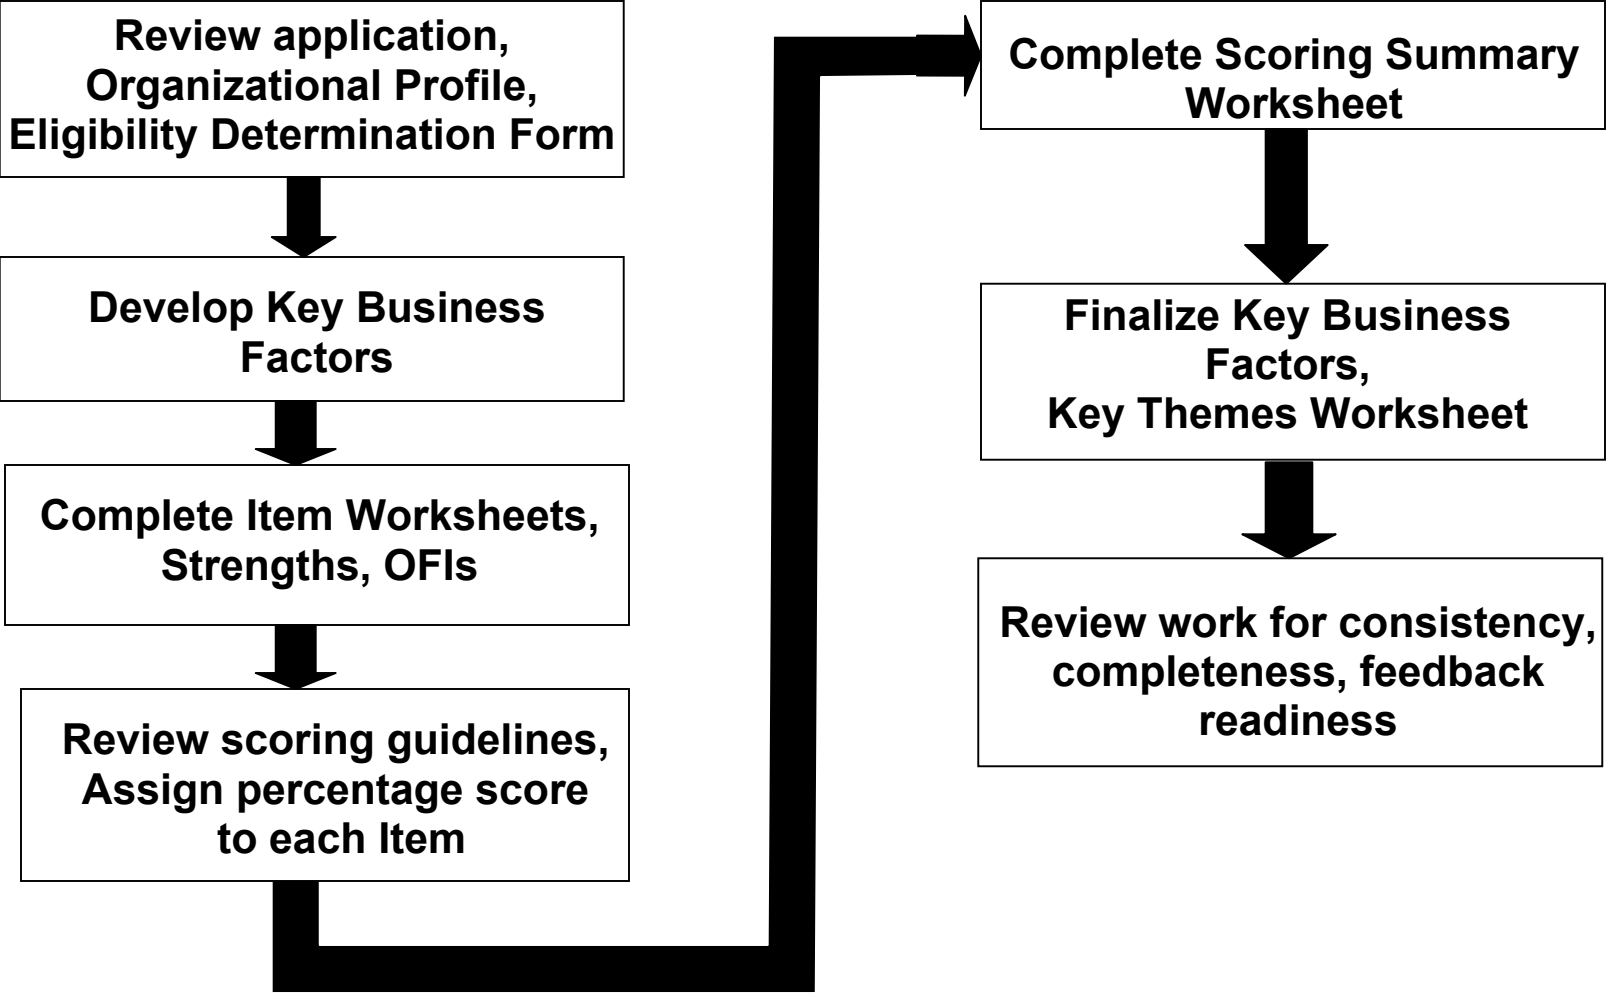 Review application,
Organizational Profile,
Eligibility Determination Form
Develop Key Business
Factors
Complete Item Worksheets,
Strengths, OFIs
Review scoring guidelines,
Assign percentage score
to each Item
Complete Scoring Summary
Worksheet
Finalize Key Business
Factors,
Key Themes Worksheet
Review work for consistency,
completeness, feedback
readiness